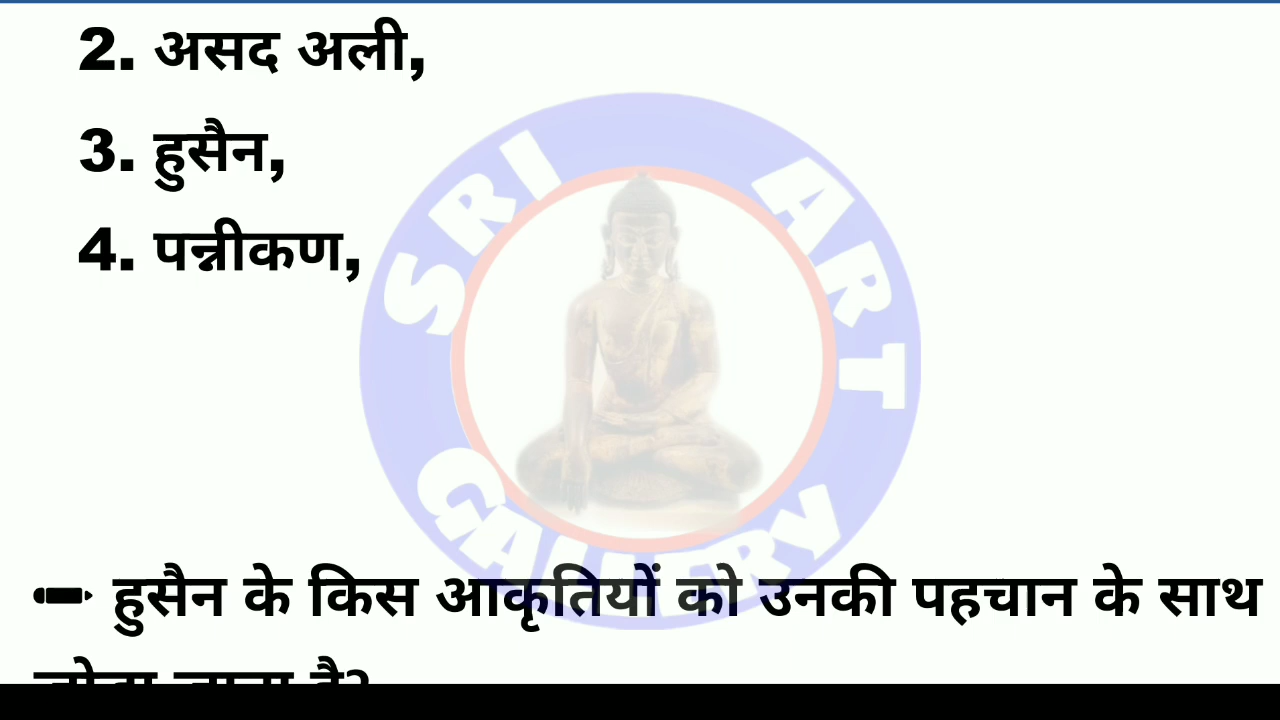 2. असद अली,
3. हुसैन,
4. पन्नीकण,
SRI ART GALLERY
हुसैन के किस आकृतियों को उनकी पहचान के साथ